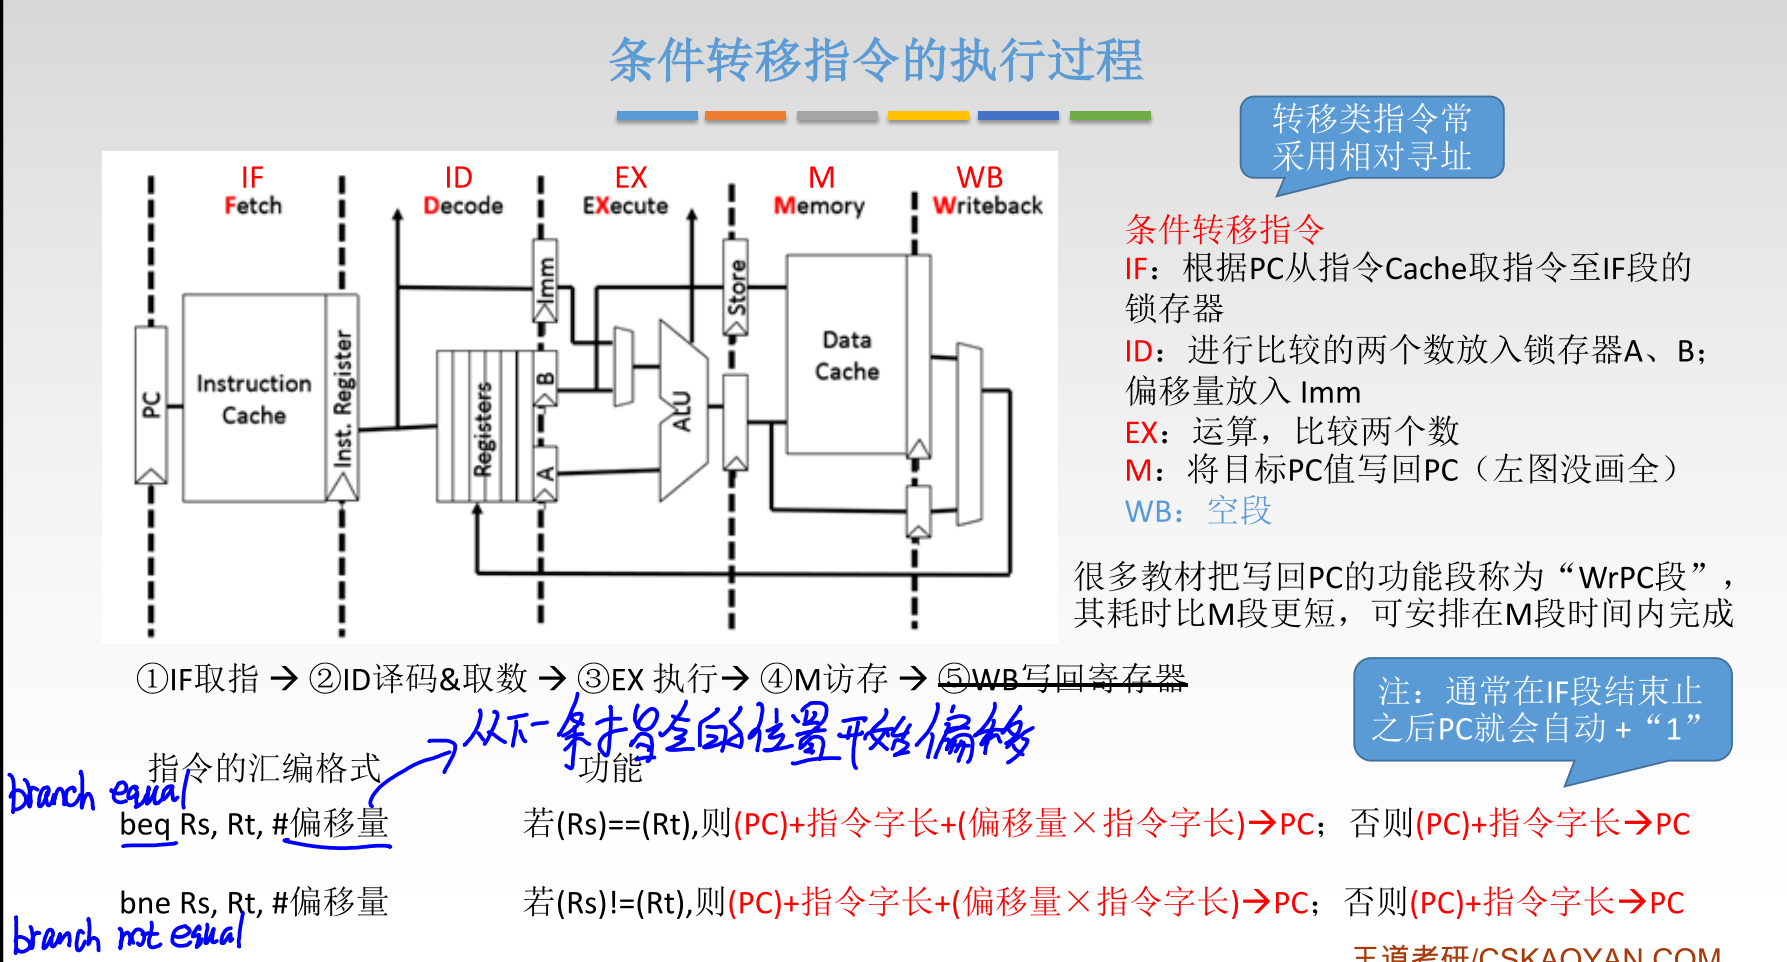 条件转移指令的执行过程
转移类指令常
采用相对寻址
IF ID EX M WB
Fetch Decode EXecute Memory Writeback
PC
Instruction
Cache
Inst. Register
Registers
Imm
B
A
ALU
Store
Data
Cache
条件转移指令
IF：根据PC从指令Cache取指令至IF段的
锁存器
ID：进行比较的两个数放入锁存器A、B；
偏移量放入 Imm
EX：运算，比较两个数
M：将目标PC值写回PC（左图没画全）
WB：空段
很多教材把写回PC的功能段称为“WrPC段”，
其耗时比M段更短，可安排在M段时间内完成
①IF取指 → ②ID译码&取数 → ③EX 执行→ ④M访存 → ⑤WB写回寄存器
注：通常在IF段结束止
之后PC就会自动 + “1”
从下一条指令的位置开始偏移
指令的汇编格式 功能
branch equal
beq Rs, Rt, #偏移量 若(Rs)==(Rt),则(PC)+指令字长+(偏移量×指令字长)→PC；否则(PC)+指令字长→PC
bne Rs, Rt, #偏移量 若(Rs)!=(Rt),则(PC)+指令字长+(偏移量×指令字长)→PC；否则(PC)+指令字长→PC
branch not equal
王道考研/CSKAOYAN.COM